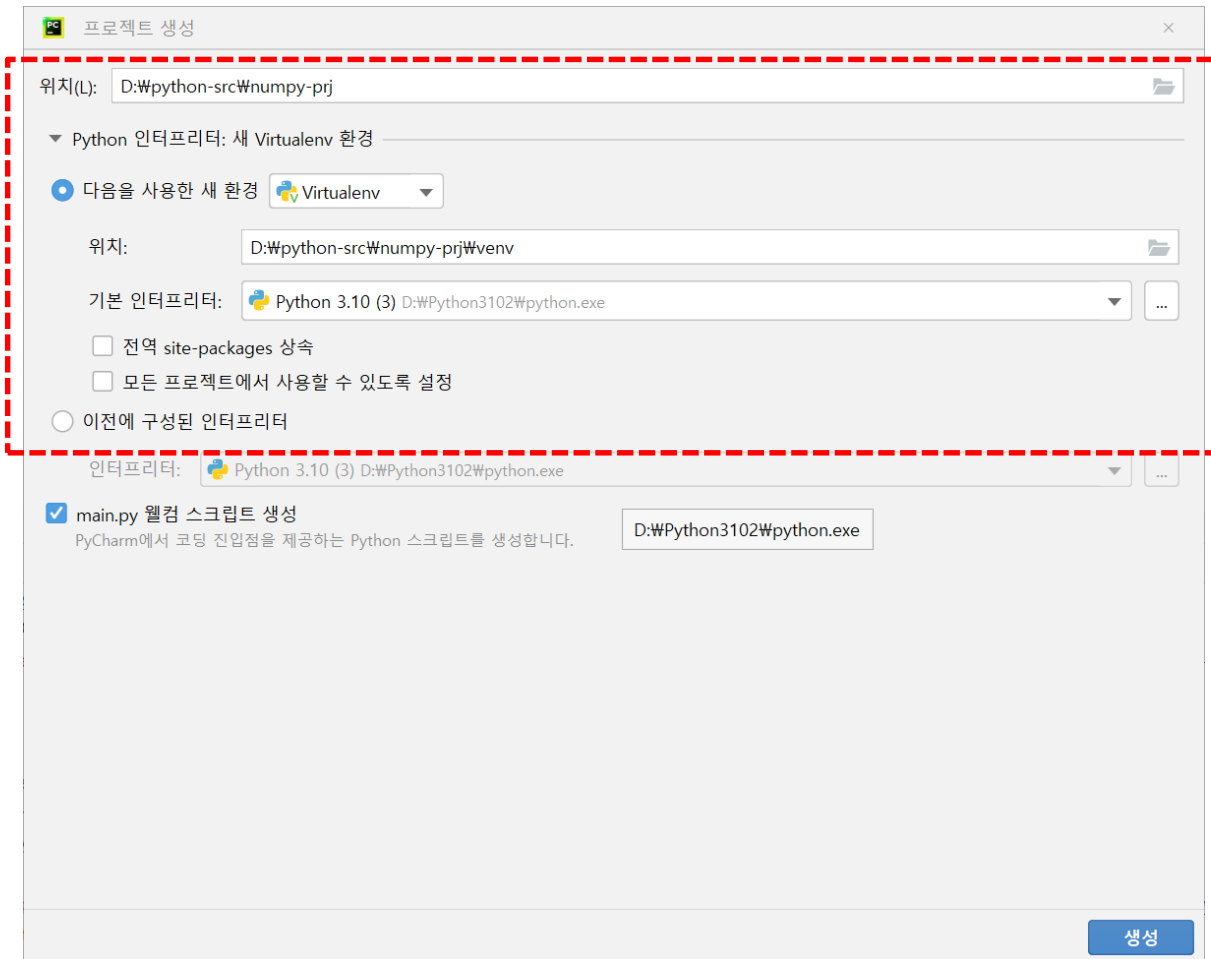 프로젝트 생성
위치(L): D:₩python-src₩numpy-prj
Python 인터프리터: 새 Virtualenv 환경
다음을 사용한 새 환경 Virtualenv
위치: D:₩python-src₩numpy-prj₩venv
기본 인터프리터: Python 3.10 (3) D:₩Python3102₩python.exe ...
전역 site-packages 상속
모든 프로젝트에서 사용할 수 있도록 설정
이전에 구성된 인터프리터
인터프리터: Python 3.10 (3) D:₩Python3102₩python.exe ...
main.py 웰컴 스크립트 생성
PyCharm에서 코딩 진입점을 제공하는 Python 스크립트를 생성합니다.
D:₩Python3102₩python.exe
생성